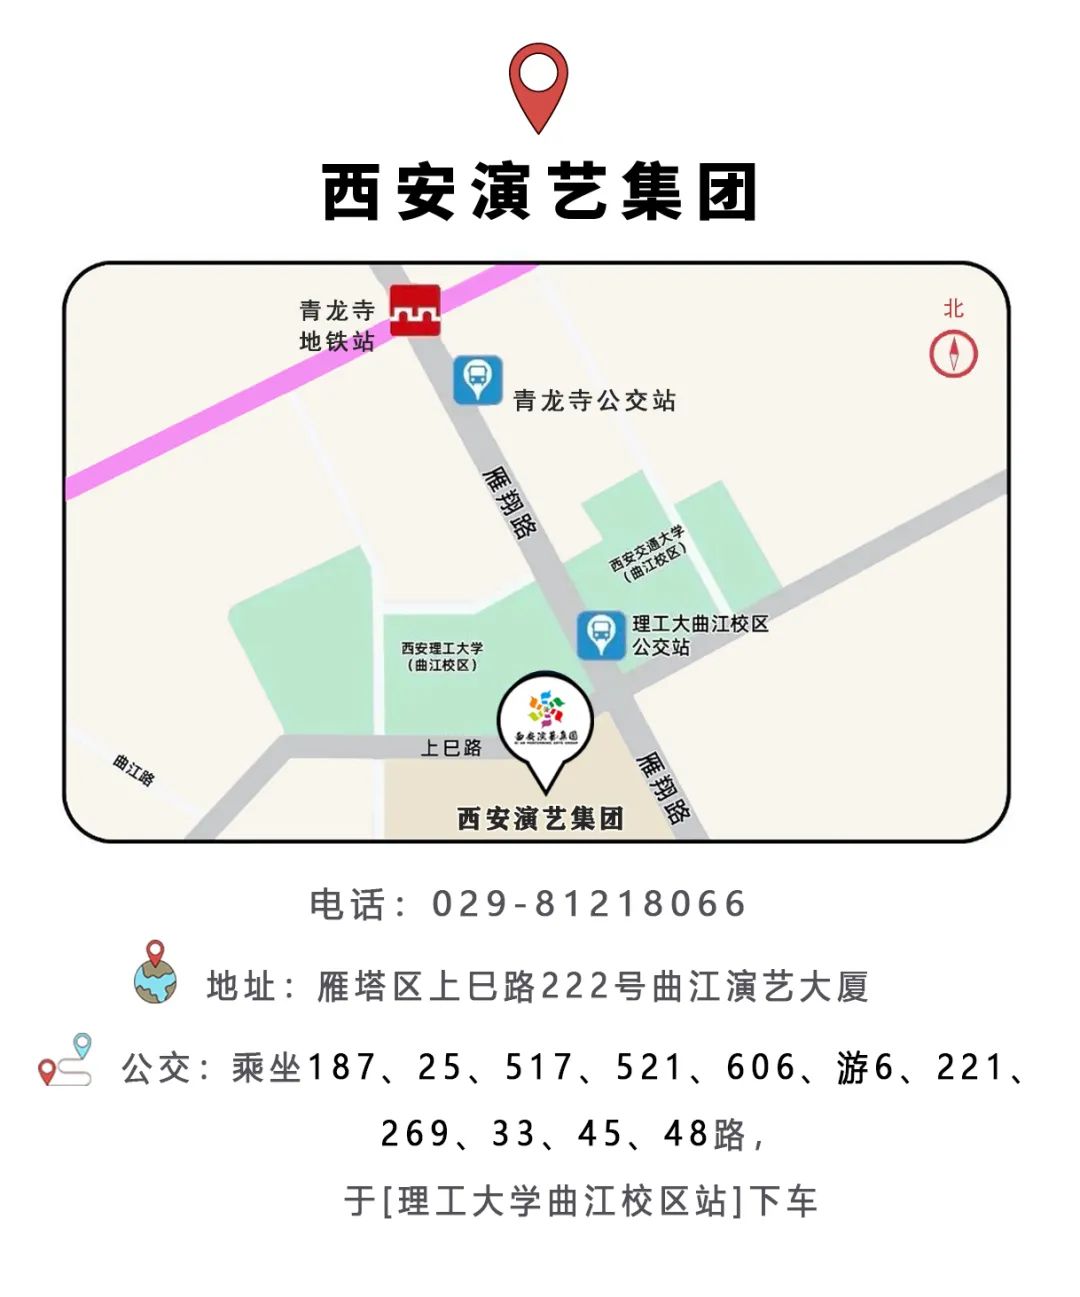 西安演艺集团
青龙寺
地铁站
北
青龙寺公交站
雁翔路
西安交通大学
（曲江校区）
理工大曲江校区
公交站
西安理工大学
（曲江校区）
西安演艺集团
XI'AN PERFORMING ARTS GROUP
上巳路
曲江路
雁翔路
西安演艺集团
电话：029-81218066
地址：雁塔区上巳路222号曲江演艺大厦
公交：乘坐187、25、517、521、606、游6、221、
269、33、45、48路，
于[理工大学曲江校区站]下车